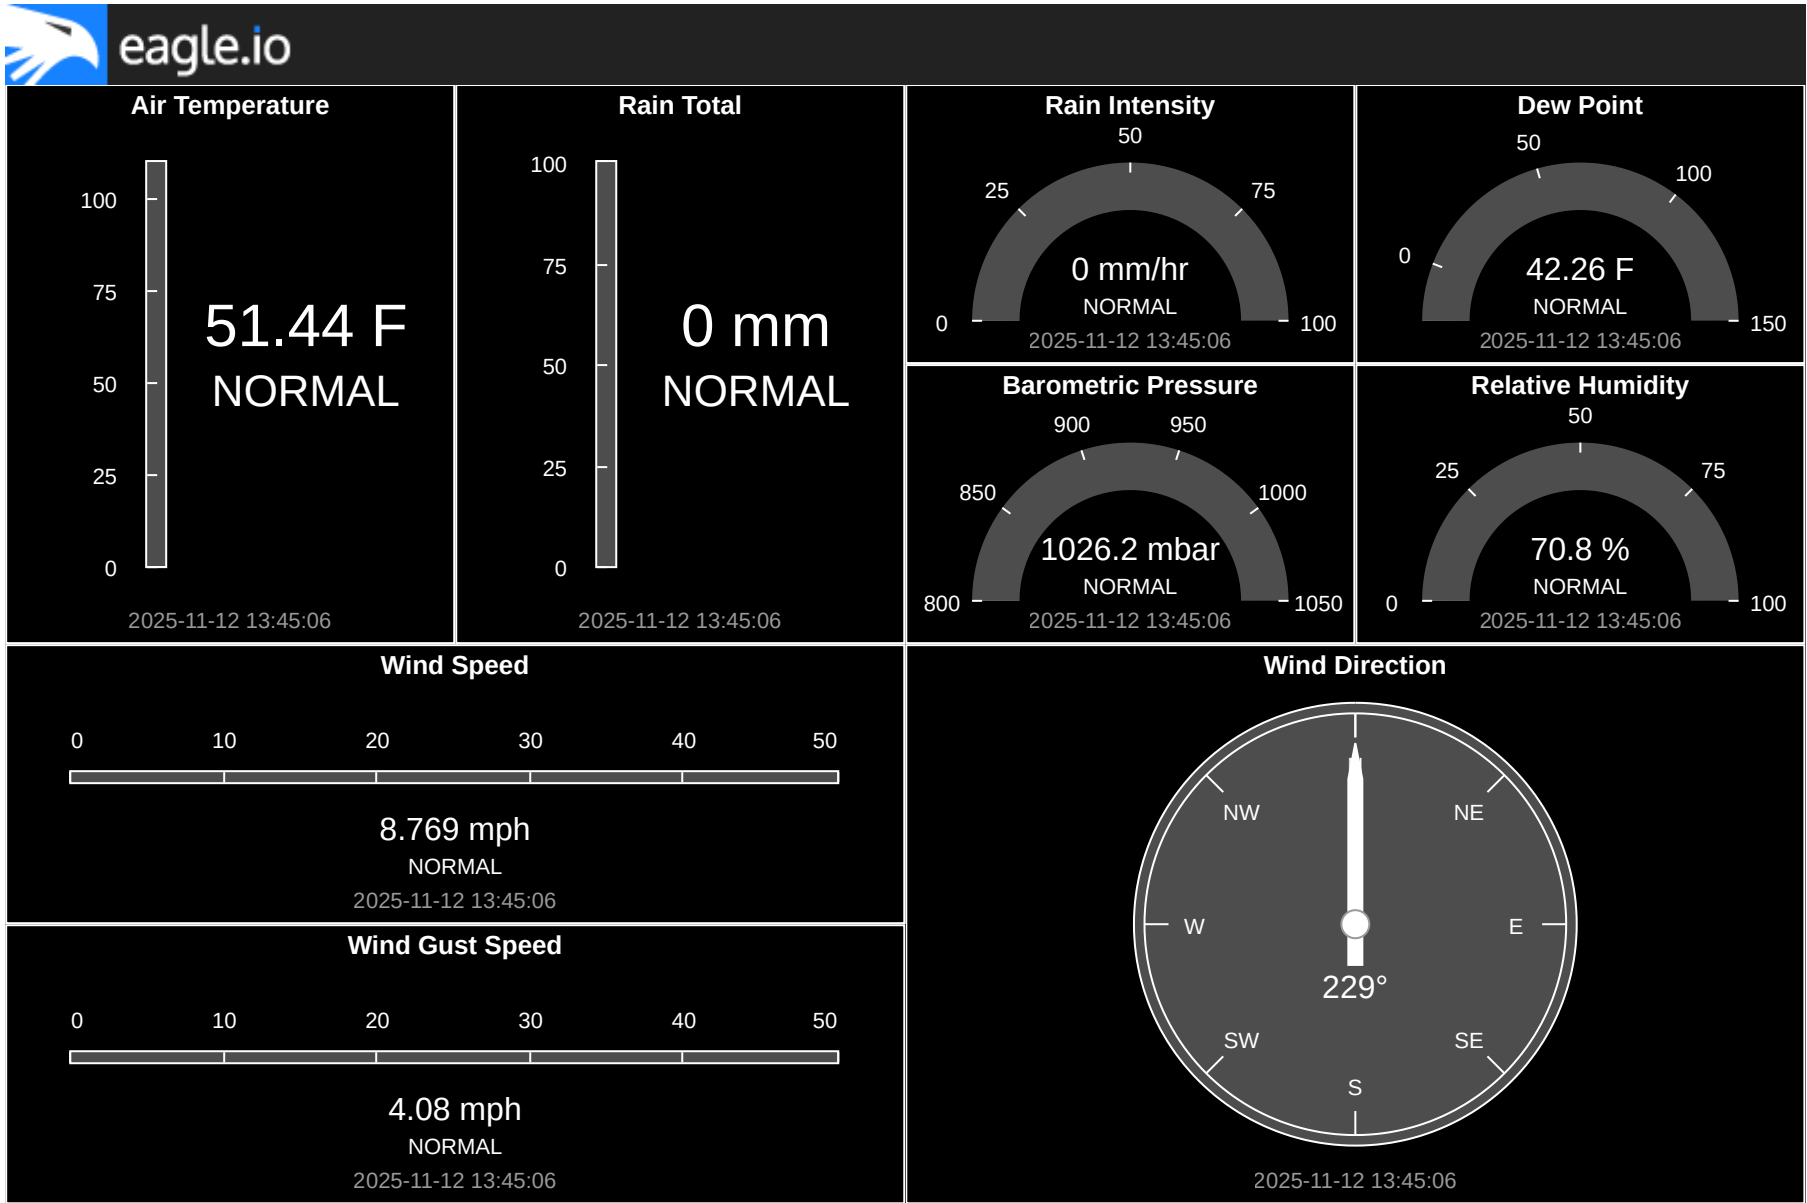 eagle.io
Air Temperature
100
75
50
25
0
51.44 F
NORMAL
2025-11-12 13:45:06
Rain Total
100
75
50
25
0
0 mm
NORMAL
2025-11-12 13:45:06
Rain Intensity
50
25
75
0
100
0 mm/hr
NORMAL
2025-11-12 13:45:06
Dew Point
50
100
0
150
42.26 F
NORMAL
2025-11-12 13:45:06
Barometric Pressure
900
950
850
1000
800
1050
1026.2 mbar
NORMAL
2025-11-12 13:45:06
Relative Humidity
50
25
75
0
100
70.8 %
NORMAL
2025-11-12 13:45:06
Wind Speed
0 10 20 30 40 50
8.769 mph
NORMAL
2025-11-12 13:45:06
Wind Gust Speed
0 10 20 30 40 50
4.08 mph
NORMAL
2025-11-12 13:45:06
Wind Direction
NW NE
W E
229°
SW SE
S
2025-11-12 13:45:06